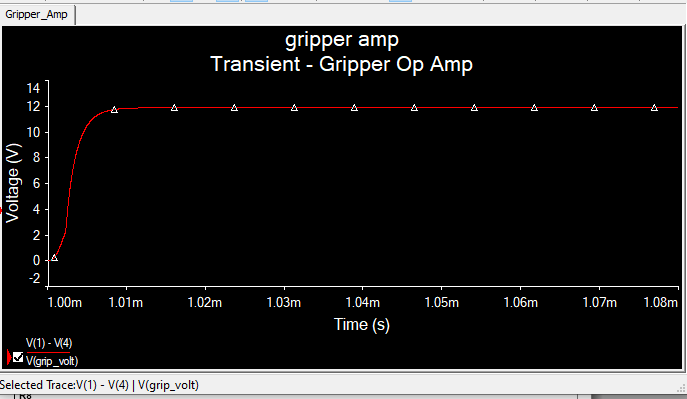 Gripper_Amp
gripper amp
Transient - Gripper Op Amp
Voltage (V)
14
12
10
8
6
4
2
0
-2
1.00m 1.01m 1.02m 1.03m 1.04m 1.05m 1.06m 1.07m 1.08m
Time (s)
V(1) - V(4)
V(grip_volt)
Selected Trace:V(1) - V(4) | V(grip_volt)
R8